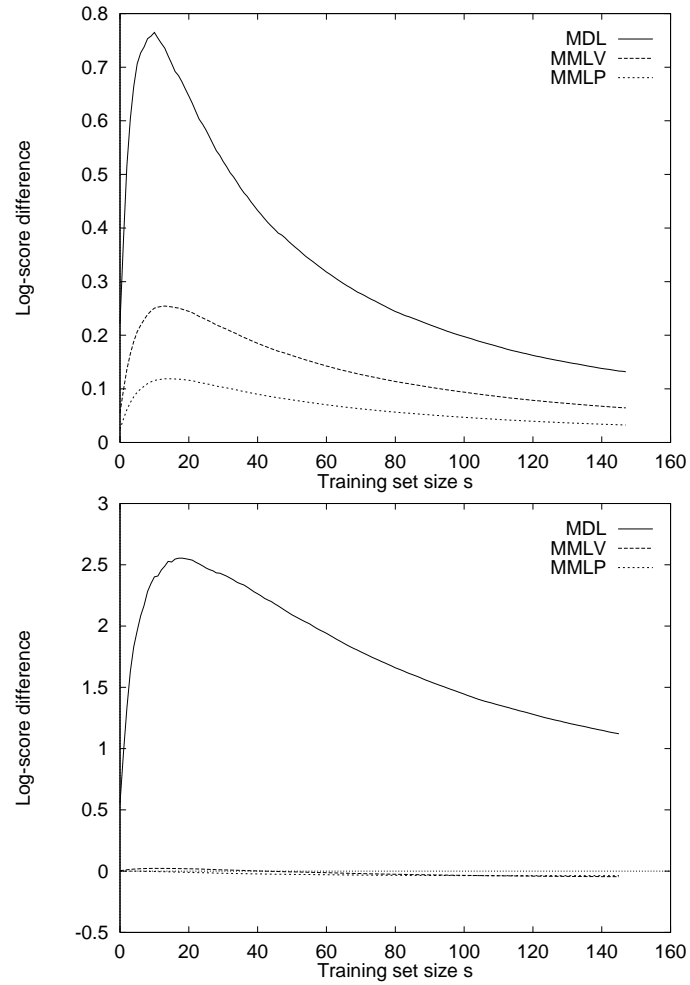 0.8
0.7
0.6
0.5
0.4
0.3
0.2
0.1
0
Log-score difference
MDL
MMLV
MMLP
0 20 40 60 80 100 120 140 160
Training set size s
3
2.5
2
1.5
1
0.5
0
-0.5
Log-score difference
MDL
MMLV
MMLP
0 20 40 60 80 100 120 140 160
Training set size s